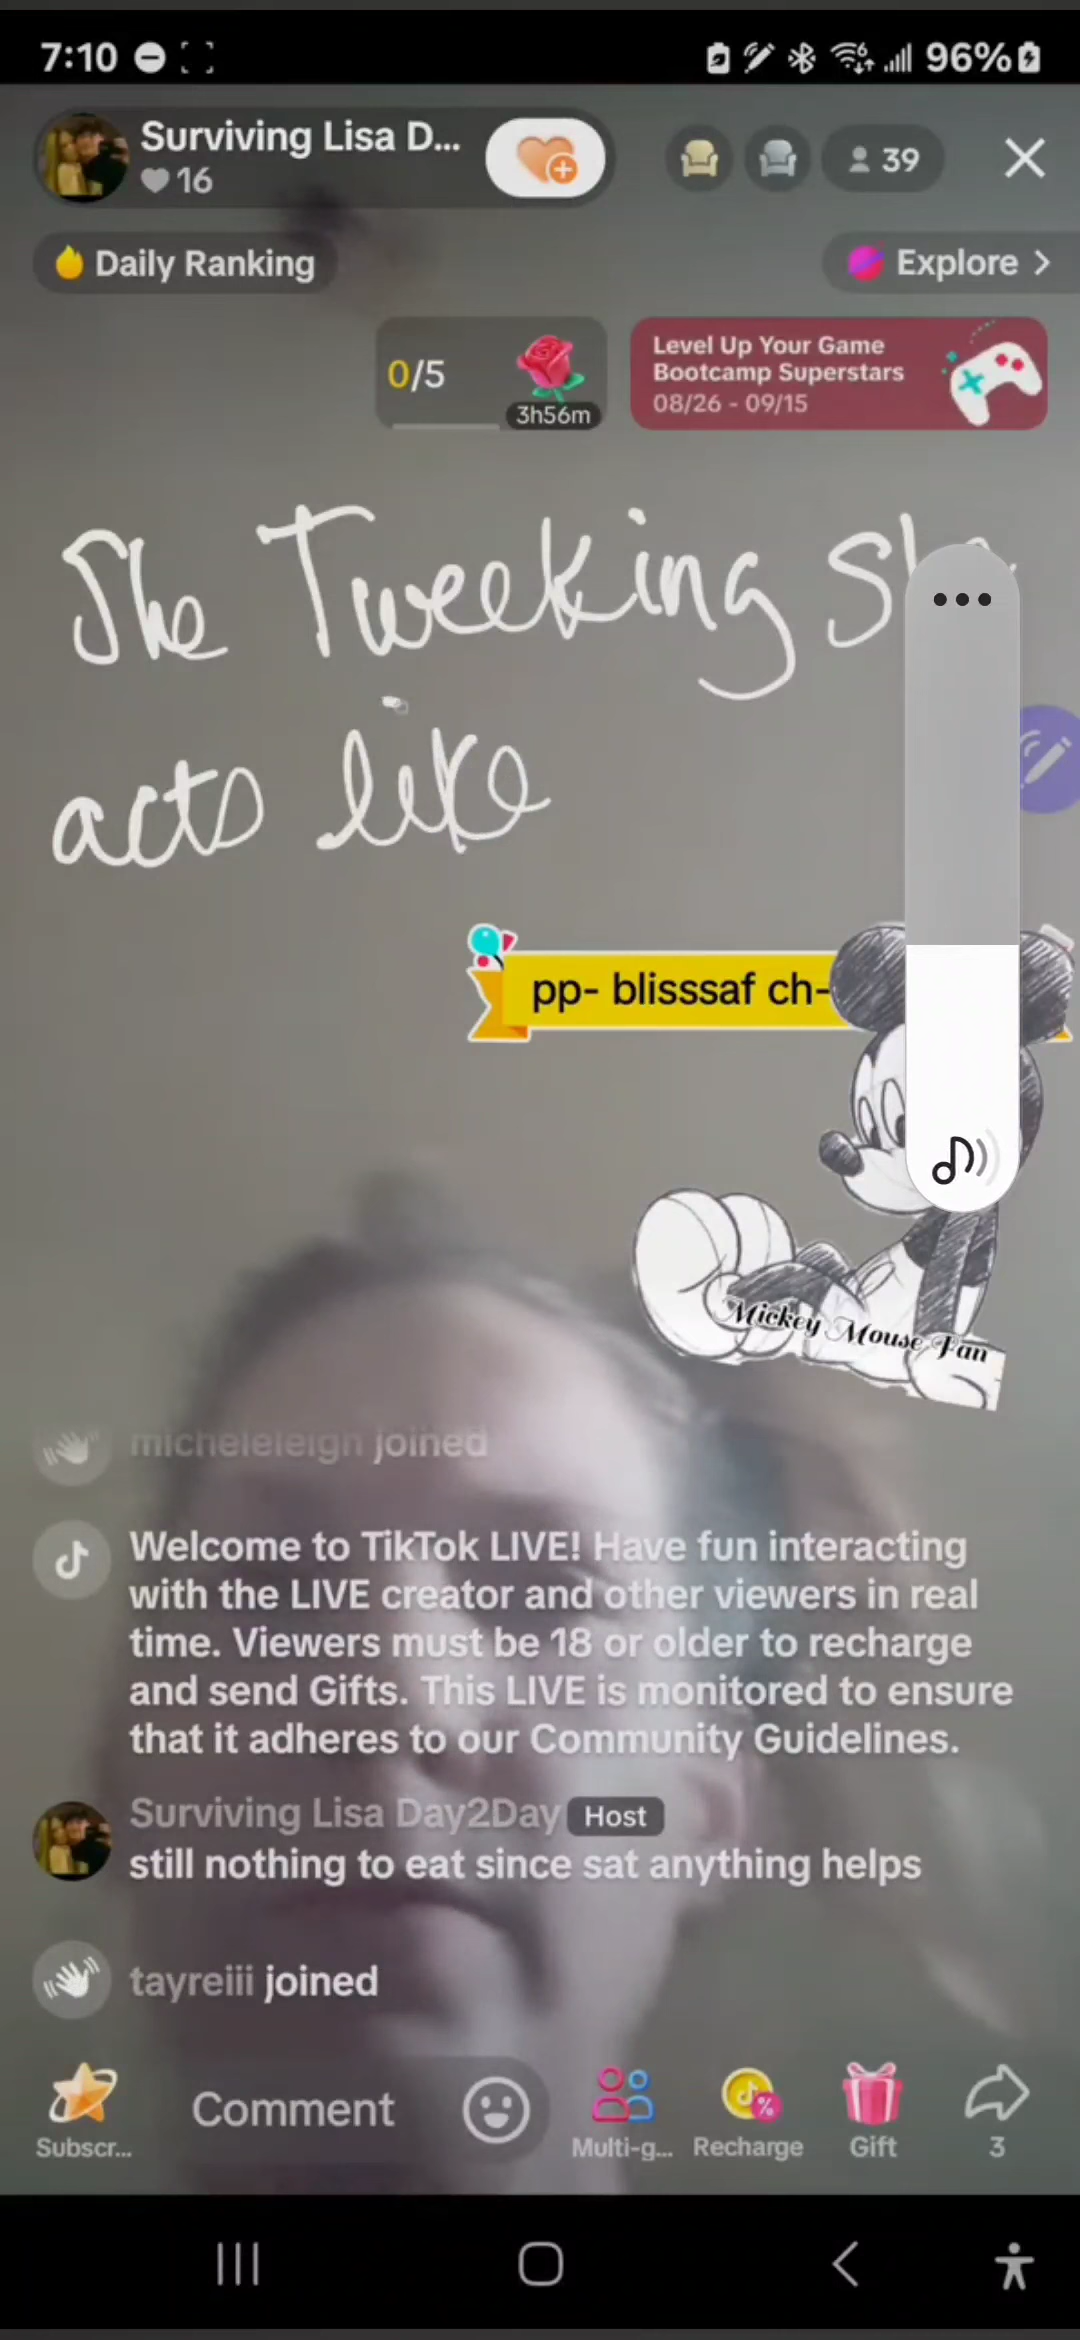 7:10
96%
Surviving Lisa D...
16
39
Daily Ranking
Explore >
0/5
3h56m
Level Up Your Game
Bootcamp Superstars
08/26 - 09/15
She Tweeking
acts like
pp- blisssaf ch-
Mickey Mouse Fan
micheleleigh joined
Welcome to TikTok LIVE! Have fun interacting
with the LIVE creator and other viewers in real
time. Viewers must be 18 or older to recharge
and send Gifts. This LIVE is monitored to ensure
that it adheres to our Community Guidelines.
Surviving Lisa Day2Day Host
still nothing to eat since sat anything helps
tayreiii joined
Comment
Subscr...
Multi-g...
Recharge
Gift
3